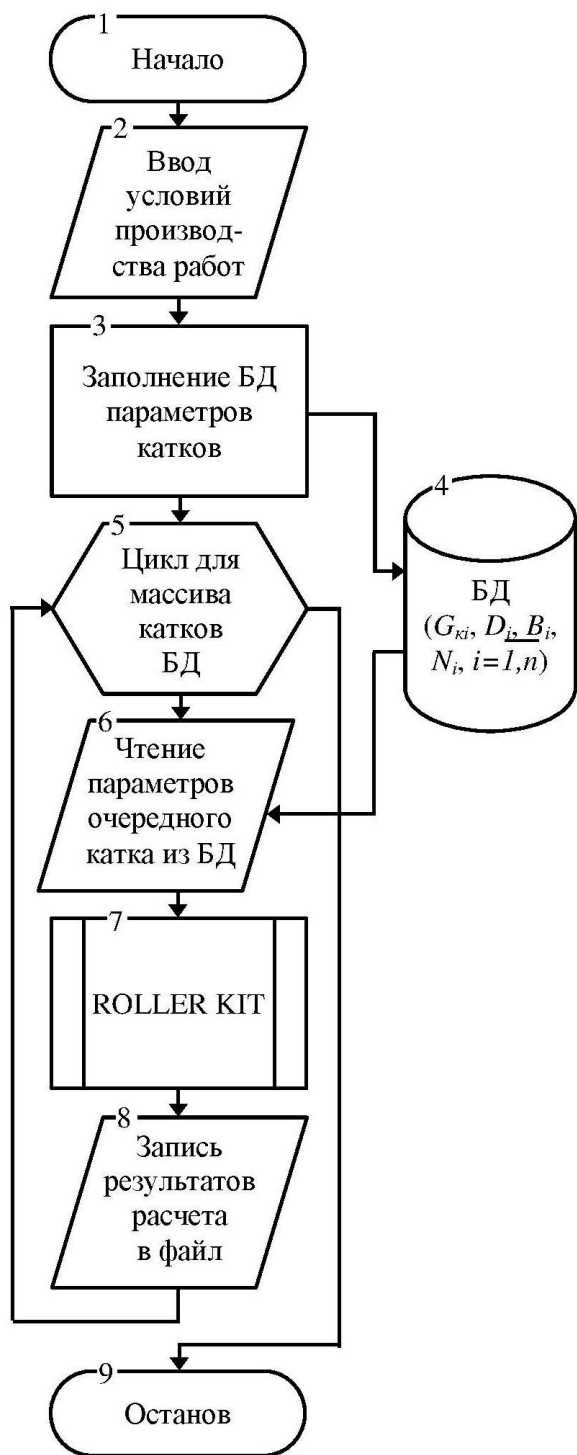 1
Начало
2
Ввод
условий
производ-
ства работ
3
Заполнение БД
параметров
катков
4
БД
(Gкi, Di, Bi,
Ni, i=1,n)
5
Цикл для
массива
катков
БД
6
Чтение
параметров
очередного
катка из БД
7
ROLLER KIT
8
Запись
результатов
расчета
в файл
9
Останов